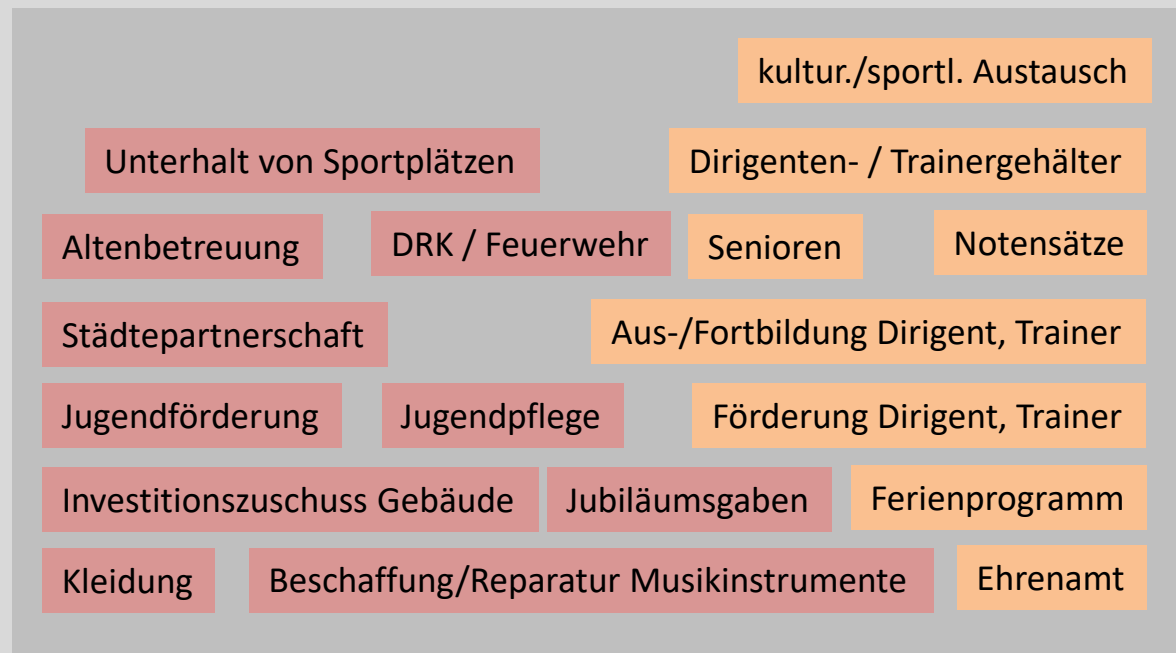 kultur./sportl. Austausch
Unterhalt von Sportplätzen
Dirigenten- / Trainergehälter
Altenbetreuung
DRK / Feuerwehr
Senioren
Notensätze
Städtepartnerschaft
Aus-/Fortbildung Dirigent, Trainer
Jugendförderung
Jugendpflege
Förderung Dirigent, Trainer
Investitionszuschuss Gebäude
Jubiläumsgaben
Ferienprogramm
Kleidung
Beschaffung/Reparatur Musikinstrumente
Ehrenamt